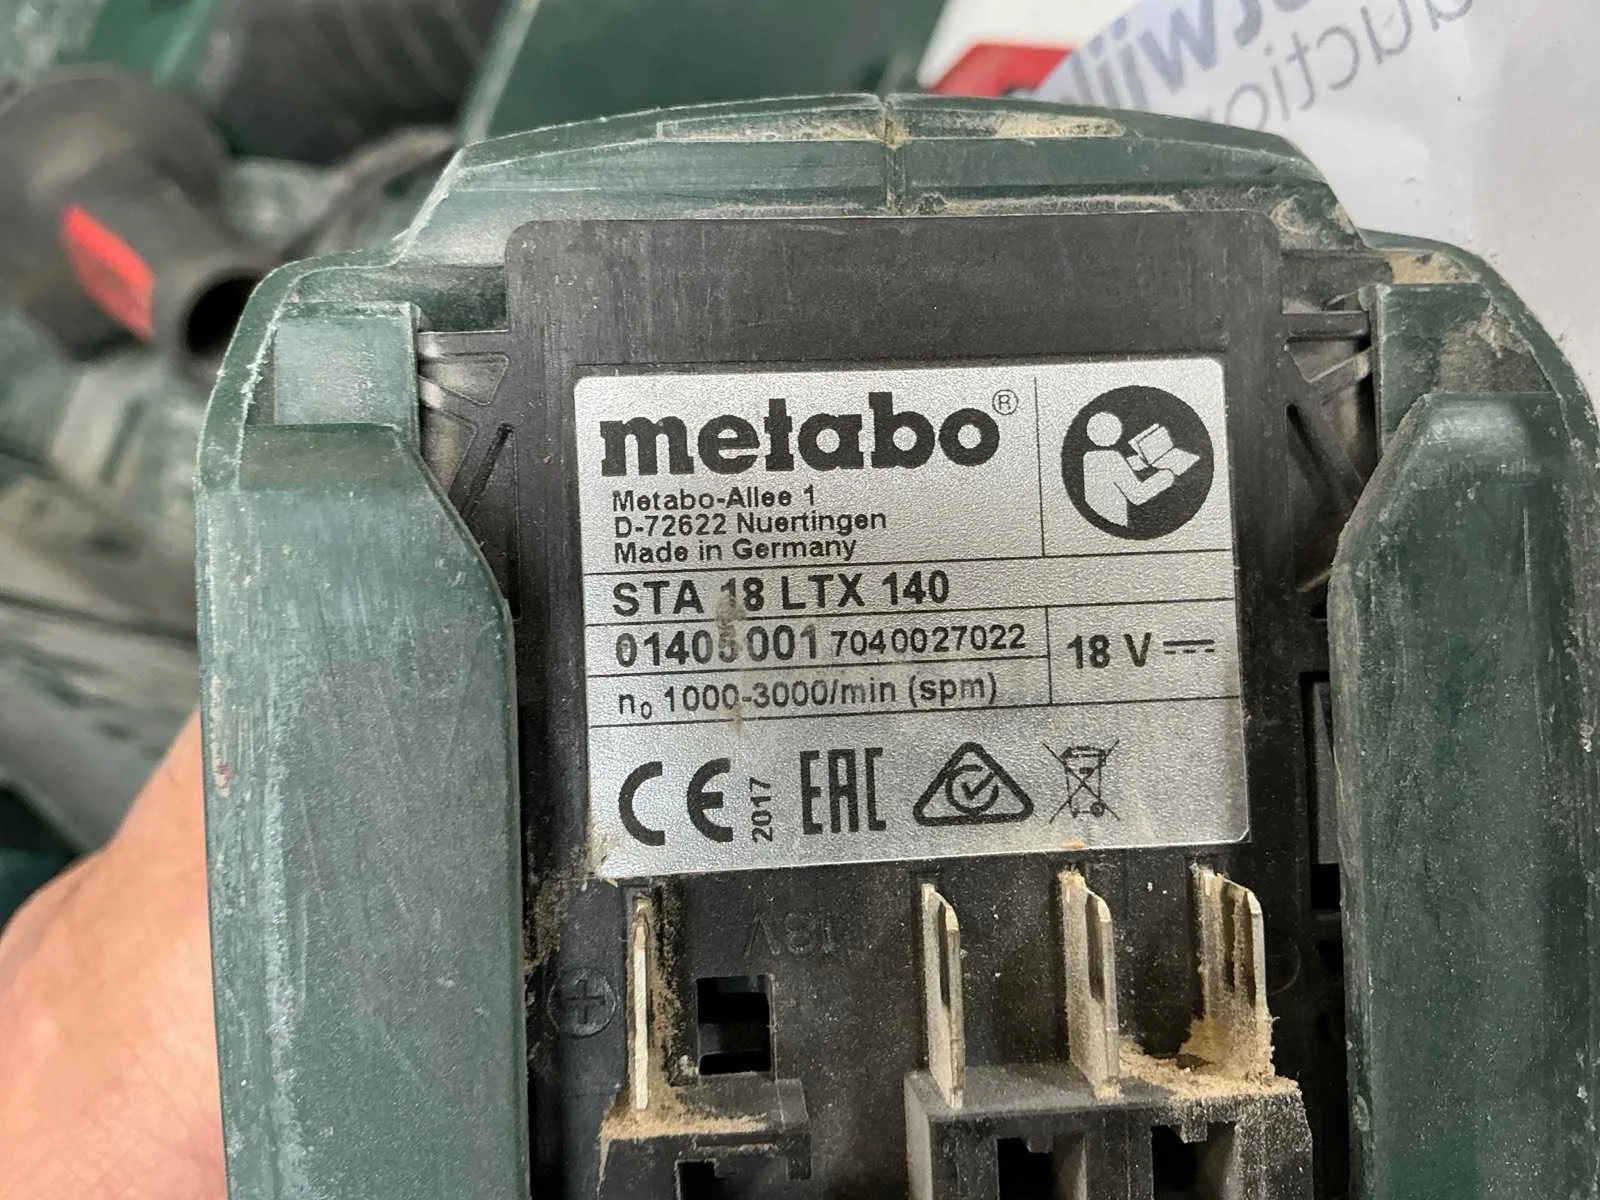 metabo®
Metabo-Allee 1
D-72622 Nuertingen
Made in Germany
STA 18 LTX 140
01405001 7040027022
18 V
n₀ 1000-3000/min (spm)
CE 2017 EAC
18V
+